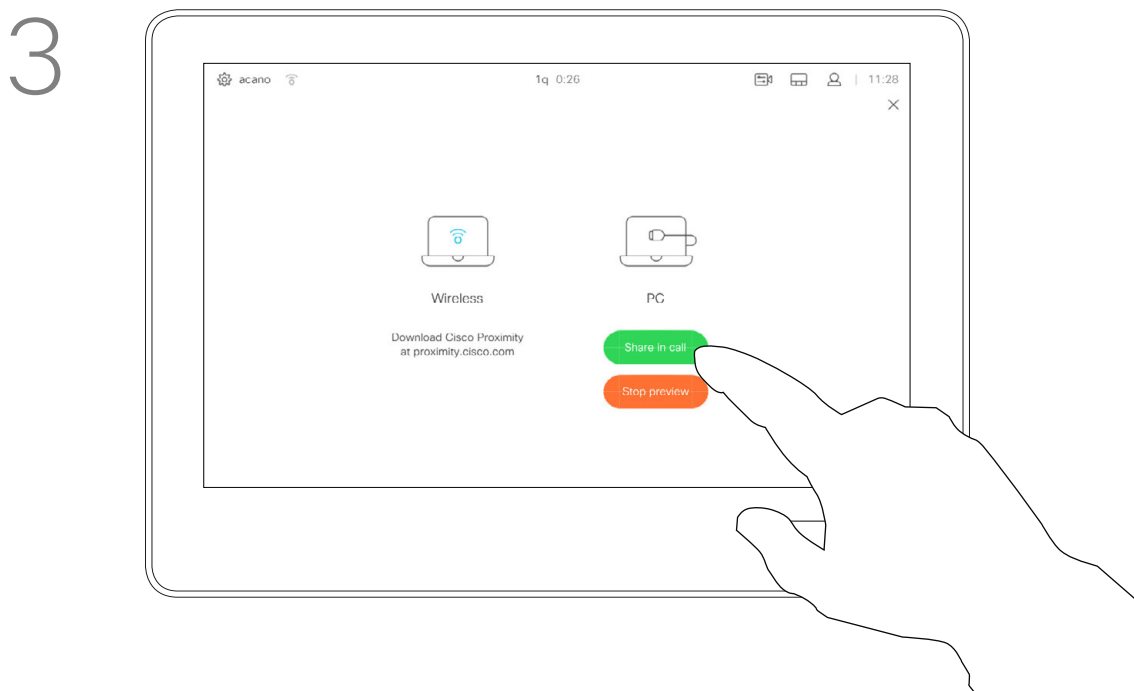 3
acano 1q 0:26 11:28
Wireless PC
Download Cisco Proximity
at proximity.cisco.com
Share in call
Stop preview